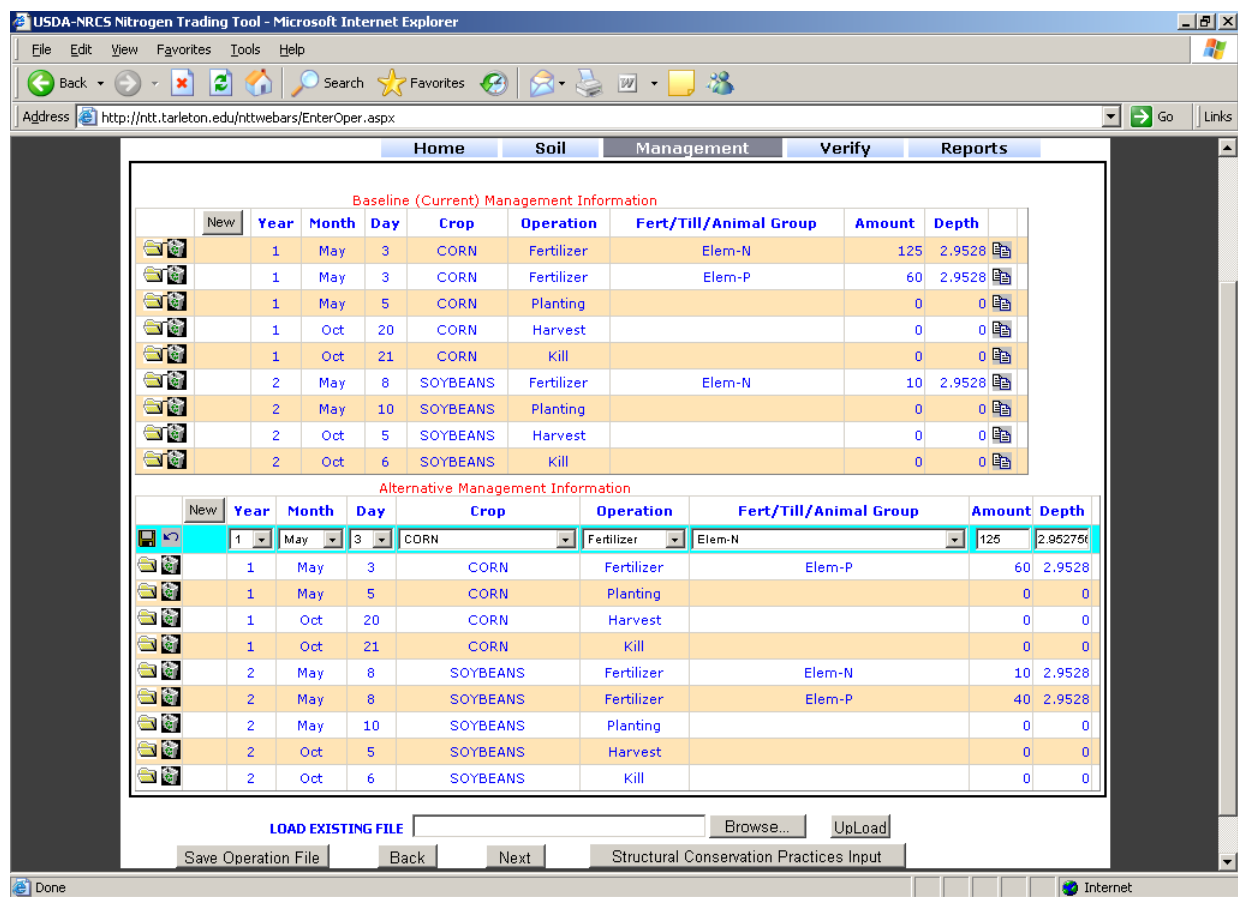 USDA-NRCS Nitrogen Trading Tool - Microsoft Internet Explorer
File Edit View Favorites Tools Help
Back Search Favorites
Address http://ntt.tarleton.edu/nttwebars/EnterOper.aspx Go Links
Home Soil Management Verify Reports
Baseline (Current) Management Information
New Year Month Day Crop Operation Fert/Till/Animal Group Amount Depth
1 May 3 CORN Fertilizer Elem-N 125 2.9528
1 May 3 CORN Fertilizer Elem-P 60 2.9528
1 May 5 CORN Planting 0 0
1 Oct 20 CORN Harvest 0 0
1 Oct 21 CORN Kill 0 0
2 May 8 SOYBEANS Fertilizer Elem-N 10 2.9528
2 May 10 SOYBEANS Planting 0 0
2 Oct 5 SOYBEANS Harvest 0 0
2 Oct 6 SOYBEANS Kill 0 0
Alternative Management Information
New Year Month Day Crop Operation Fert/Till/Animal Group Amount Depth
1 May 3 CORN Fertilizer Elem-N 125 2.952756
1 May 3 CORN Fertilizer Elem-P 60 2.9528
1 May 5 CORN Planting 0 0
1 Oct 20 CORN Harvest 0 0
1 Oct 21 CORN Kill 0 0
2 May 8 SOYBEANS Fertilizer Elem-N 10 2.9528
2 May 8 SOYBEANS Fertilizer Elem-P 40 2.9528
2 May 10 SOYBEANS Planting 0 0
2 Oct 5 SOYBEANS Harvest 0 0
2 Oct 6 SOYBEANS Kill 0 0
LOAD EXISTING FILE Browse... UpLoad
Save Operation File Back Next Structural Conservation Practices Input
Done Internet